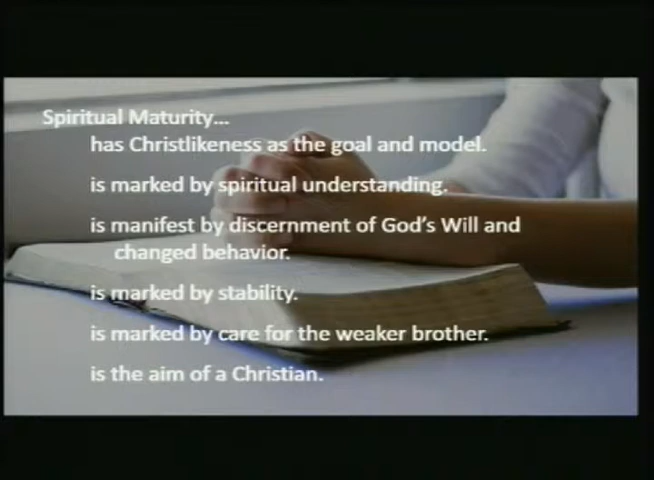 Spiritual Maturity...
has Christlikeness as the goal and model.
is marked by spiritual understanding.
is manifest by discernment of God's Will and
changed behavior.
is marked by stability.
is marked by care for the weaker brother.
is the aim of a Christian.